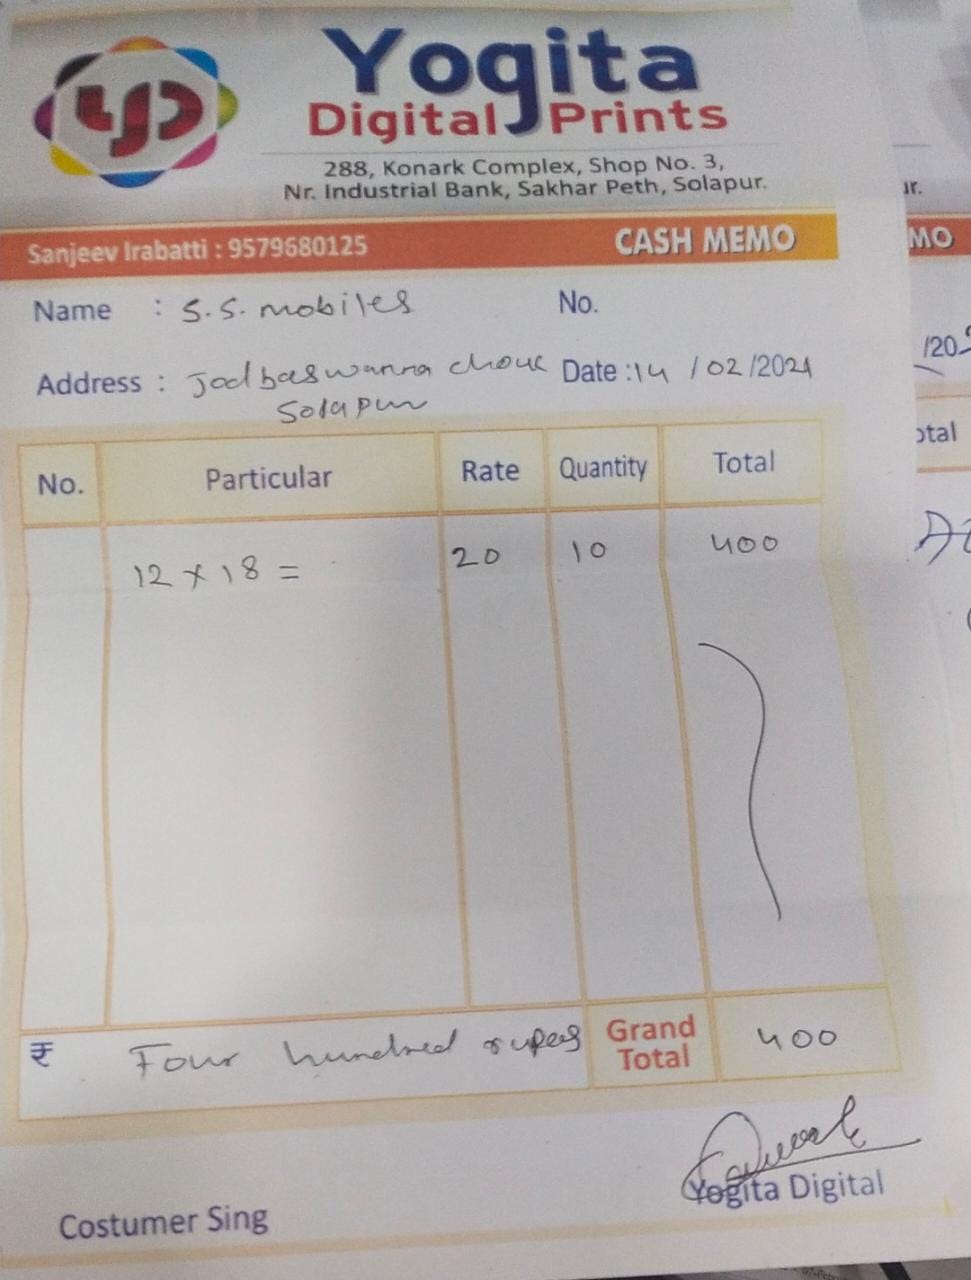 Yogita
Digital Prints
288, Konark Complex, Shop No. 3,
Nr. Industrial Bank, Sakhar Peth, Solapur.
Sanjeev Irabatti : 9579680125 CASH MEMO
Name : S.S. mobiles No.
Address : Jodbaswanna chouk Date : 14 / 02 /2021
Solapur
No. Particular Rate Quantity Total
12 x 18 = 20 10 400
₹ Four hundred rupees Grand Total 400
Yogita Digital
Costumer Sing
ur.
MO
/202
otal